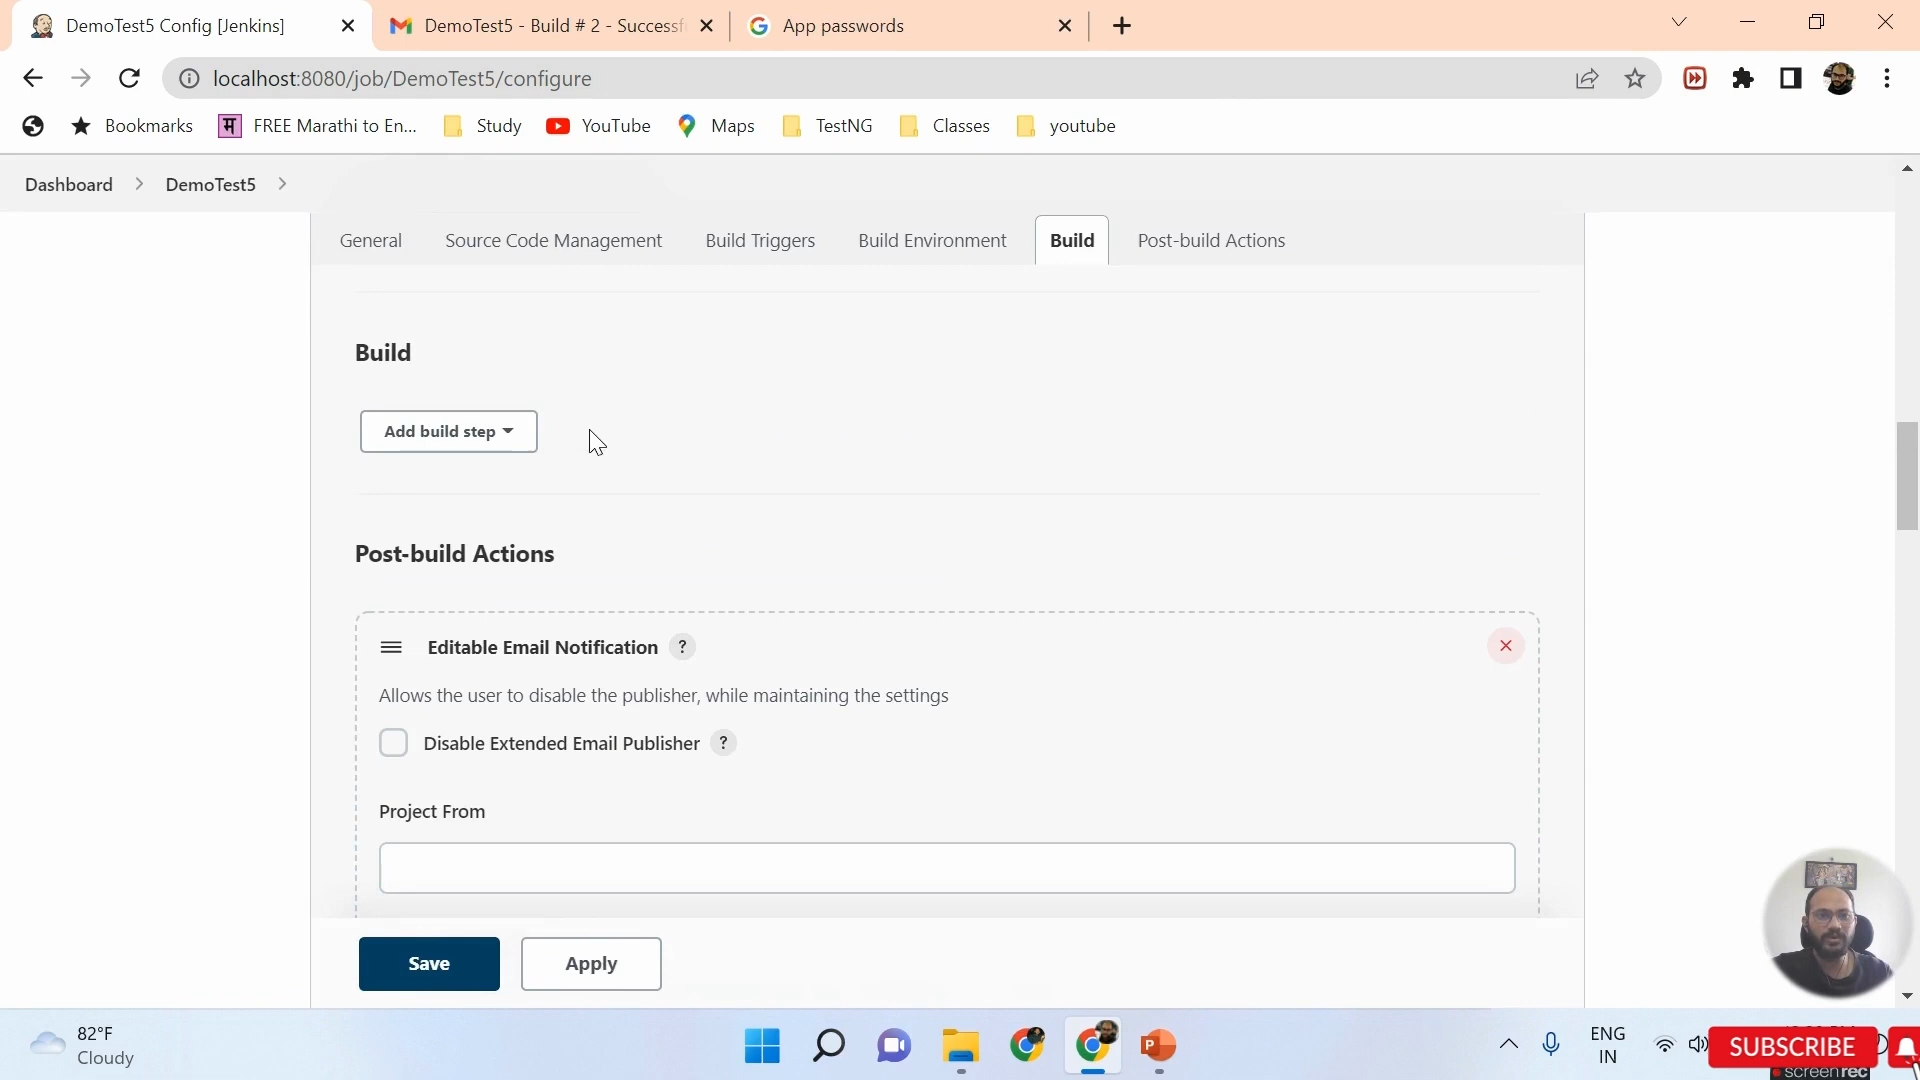 DemoTest5 Config [Jenkins]
DemoTest5 - Build # 2 - Successf
App passwords
localhost:8080/job/DemoTest5/configure
Bookmarks
म
FREE Marathi to En...
Study
YouTube
Maps
TestNG
Classes
youtube
Dashboard
DemoTest5
General
Source Code Management
Build Triggers
Build Environment
Build
Post-build Actions
Build
Add build step
Post-build Actions
Editable Email Notification ?
Allows the user to disable the publisher, while maintaining the settings
Disable Extended Email Publisher ?
Project From
Save
Apply
82°F
Cloudy
P
ENG
IN
SUBSCRIBE
screenrec